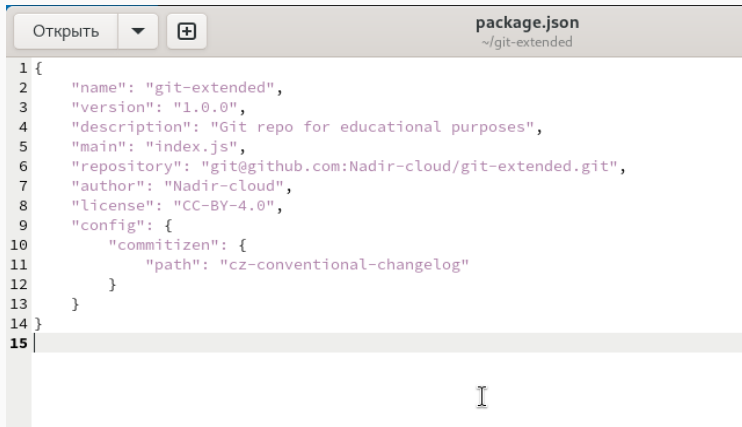 Открыть
package.json
~/git-extended
1 {
2     "name": "git-extended",
3     "version": "1.0.0",
4     "description": "Git repo for educational purposes",
5     "main": "index.js",
6     "repository": "git@github.com:Nadir-cloud/git-extended.git",
7     "author": "Nadir-cloud",
8     "license": "CC-BY-4.0",
9     "config": {
10         "commitizen": {
11             "path": "cz-conventional-changelog"
12         }
13     }
14 }
15